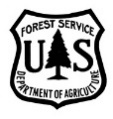 FOREST SERVICE
U S
DEPARTMENT OF AGRICULTURE